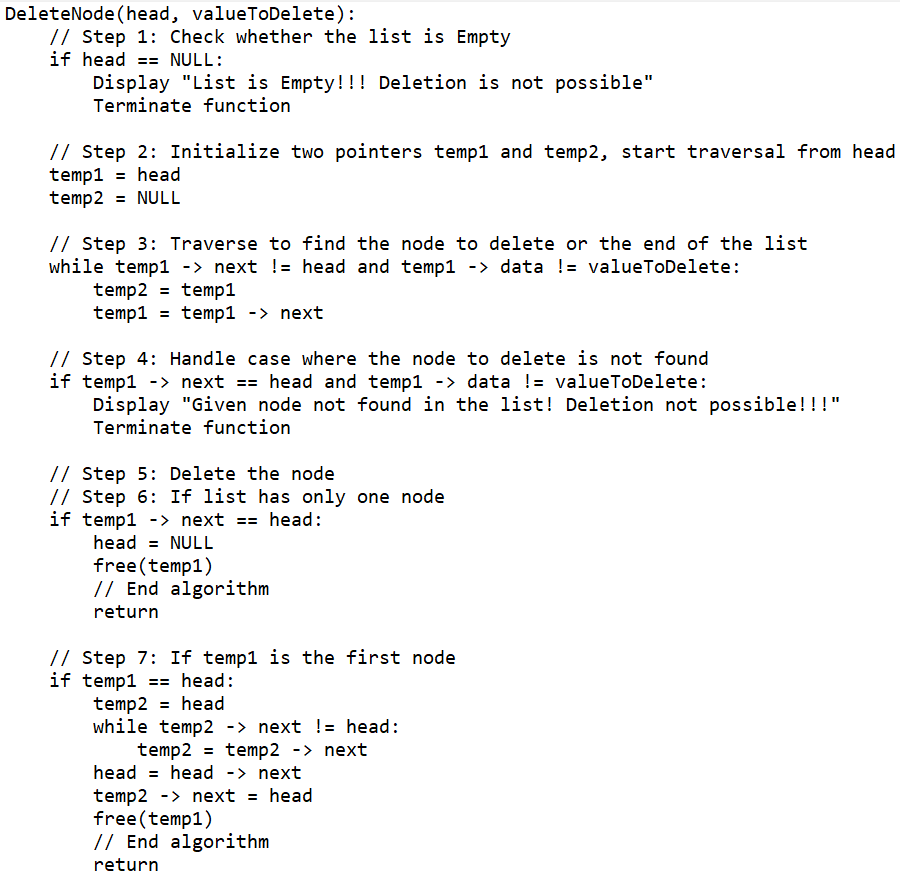 DeleteNode(head, valueToDelete):
    // Step 1: Check whether the list is Empty
    if head == NULL:
        Display "List is Empty!!! Deletion is not possible"
        Terminate function

    // Step 2: Initialize two pointers temp1 and temp2, start traversal from head
    temp1 = head
    temp2 = NULL

    // Step 3: Traverse to find the node to delete or the end of the list
    while temp1 -> next != head and temp1 -> data != valueToDelete:
        temp2 = temp1
        temp1 = temp1 -> next

    // Step 4: Handle case where the node to delete is not found
    if temp1 -> next == head and temp1 -> data != valueToDelete:
        Display "Given node not found in the list! Deletion not possible!!!"
        Terminate function

    // Step 5: Delete the node
    // Step 6: If list has only one node
    if temp1 -> next == head:
        head = NULL
        free(temp1)
        // End algorithm
        return

    // Step 7: If temp1 is the first node
    if temp1 == head:
        temp2 = head
        while temp2 -> next != head:
            temp2 = temp2 -> next
        head = head -> next
        temp2 -> next = head
        free(temp1)
        // End algorithm
        return